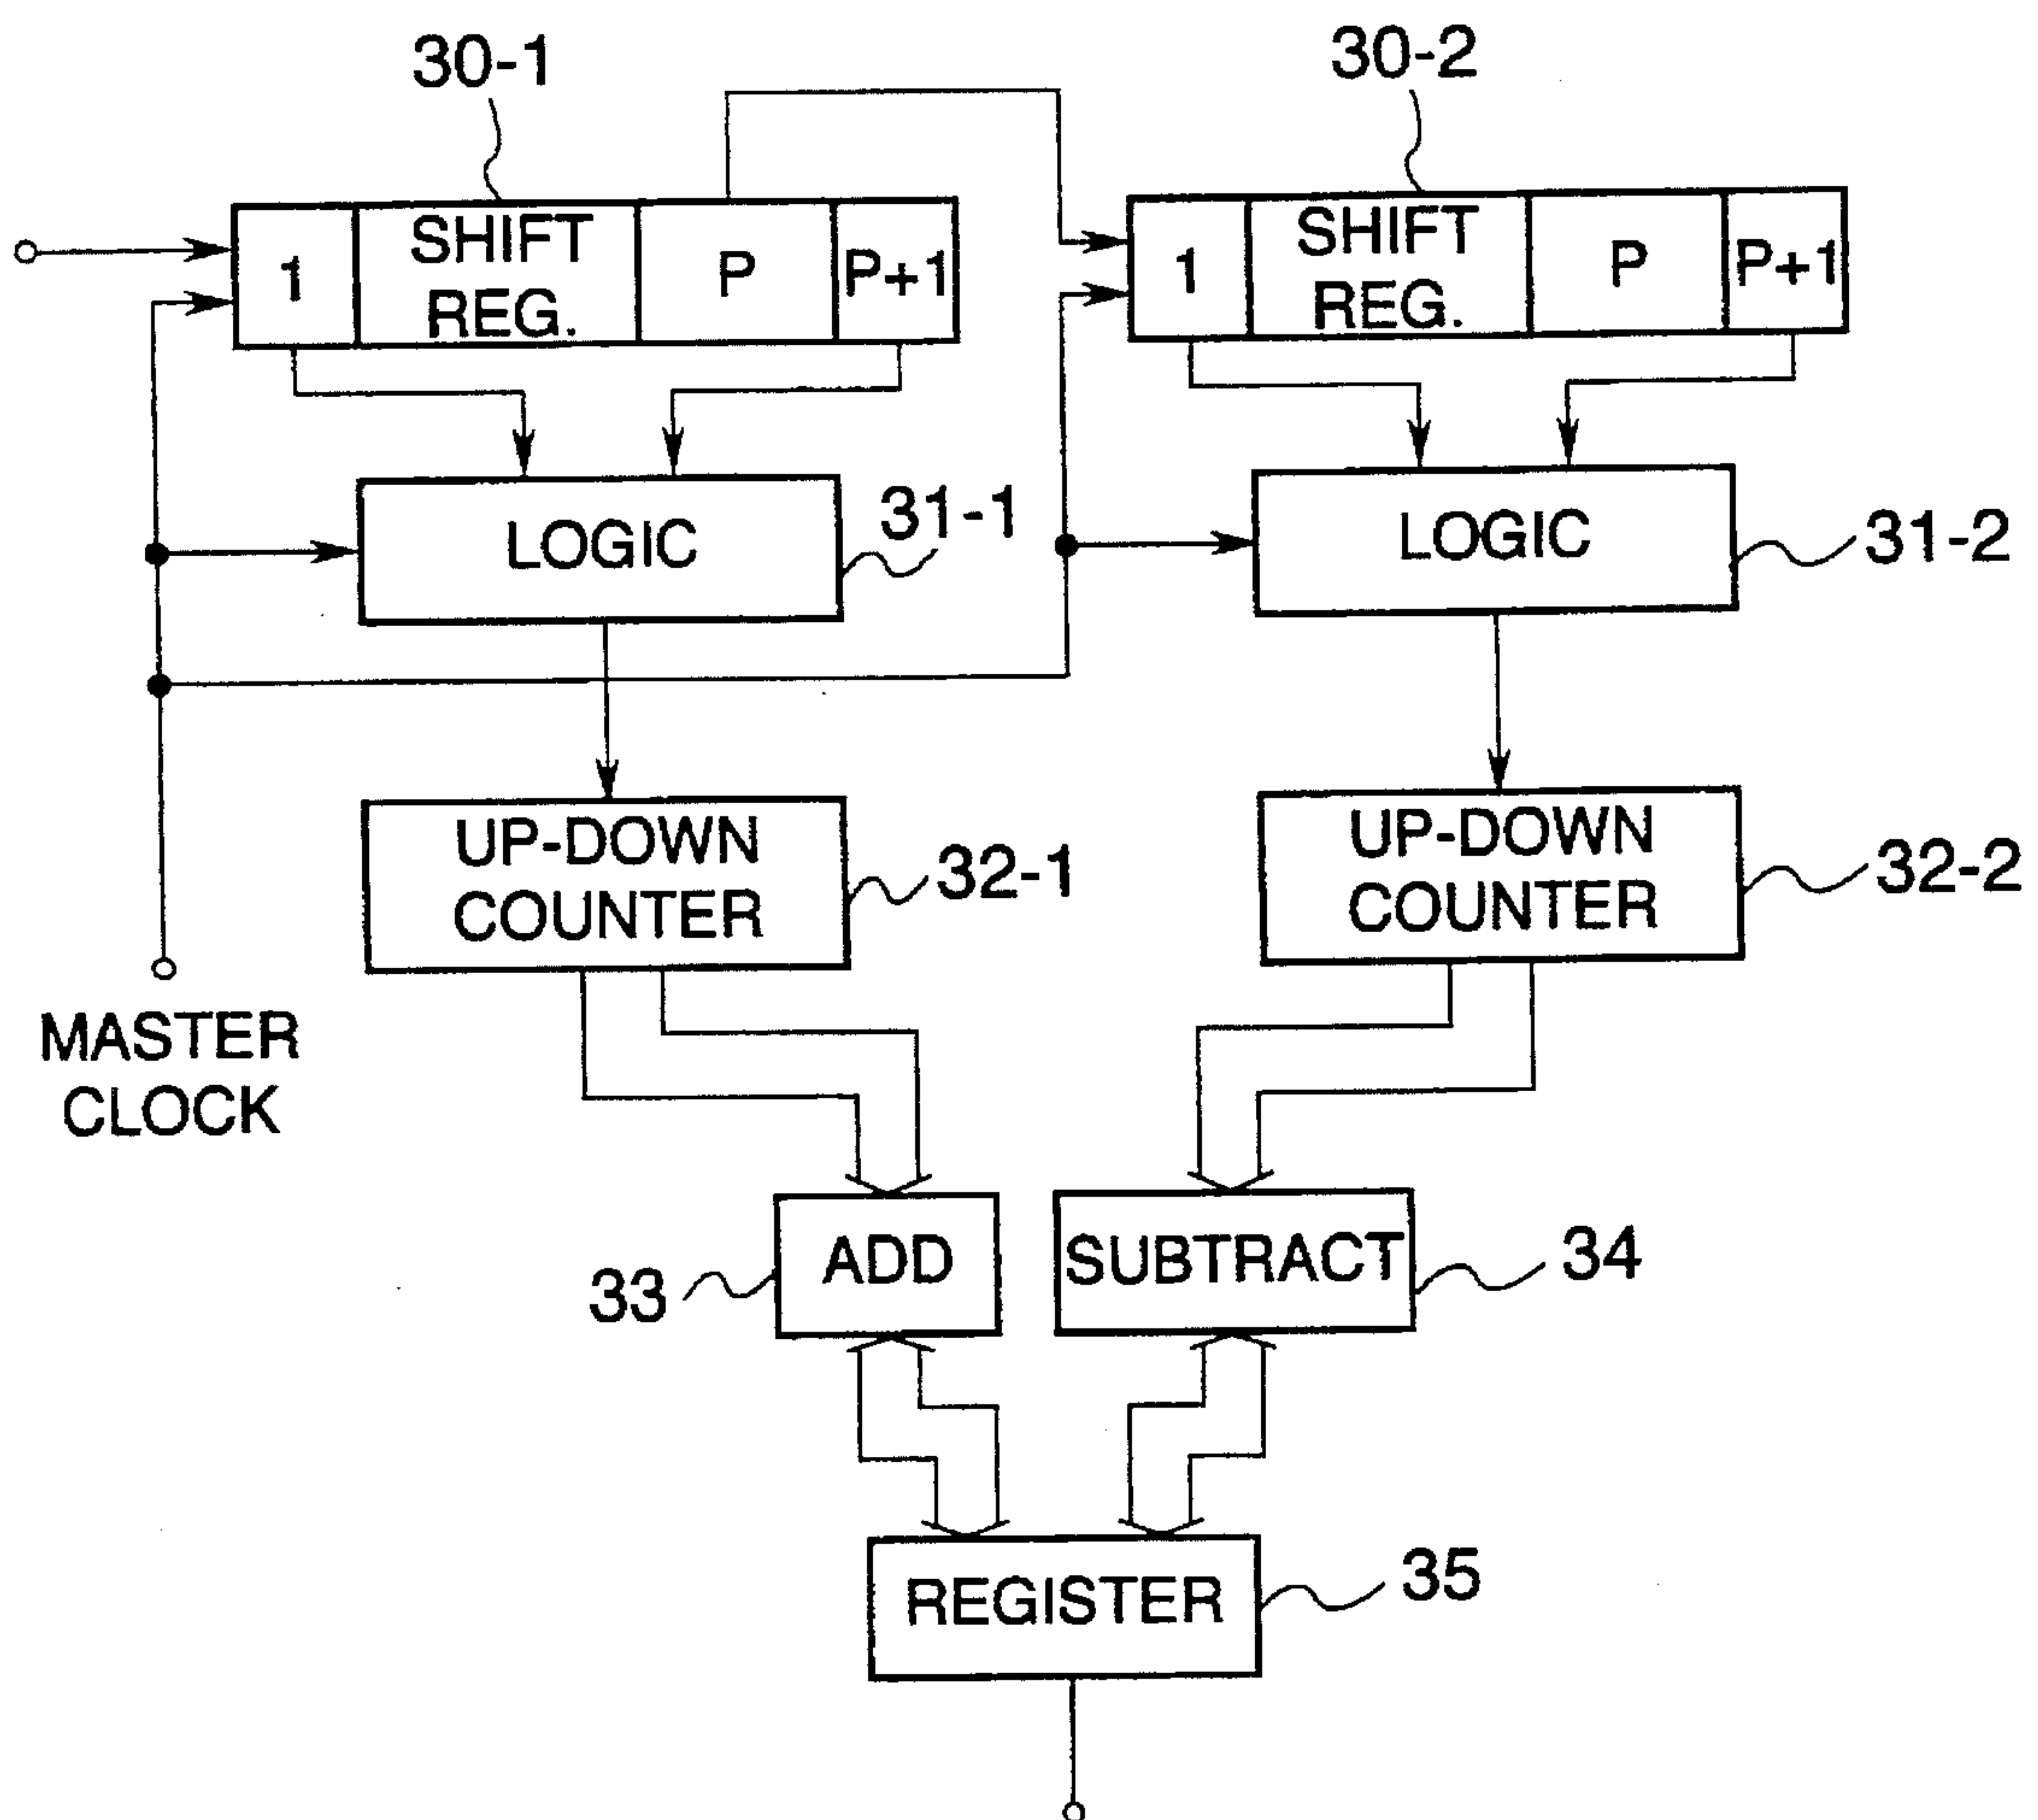 30-1
30-2
1
SHIFT
REG.
P
P+1
1
SHIFT
REG.
P
P+1
LOGIC
31-1
LOGIC
31-2
UP-DOWN
COUNTER
32-1
UP-DOWN
COUNTER
32-2
MASTER
CLOCK
33
ADD
SUBTRACT
34
REGISTER
35